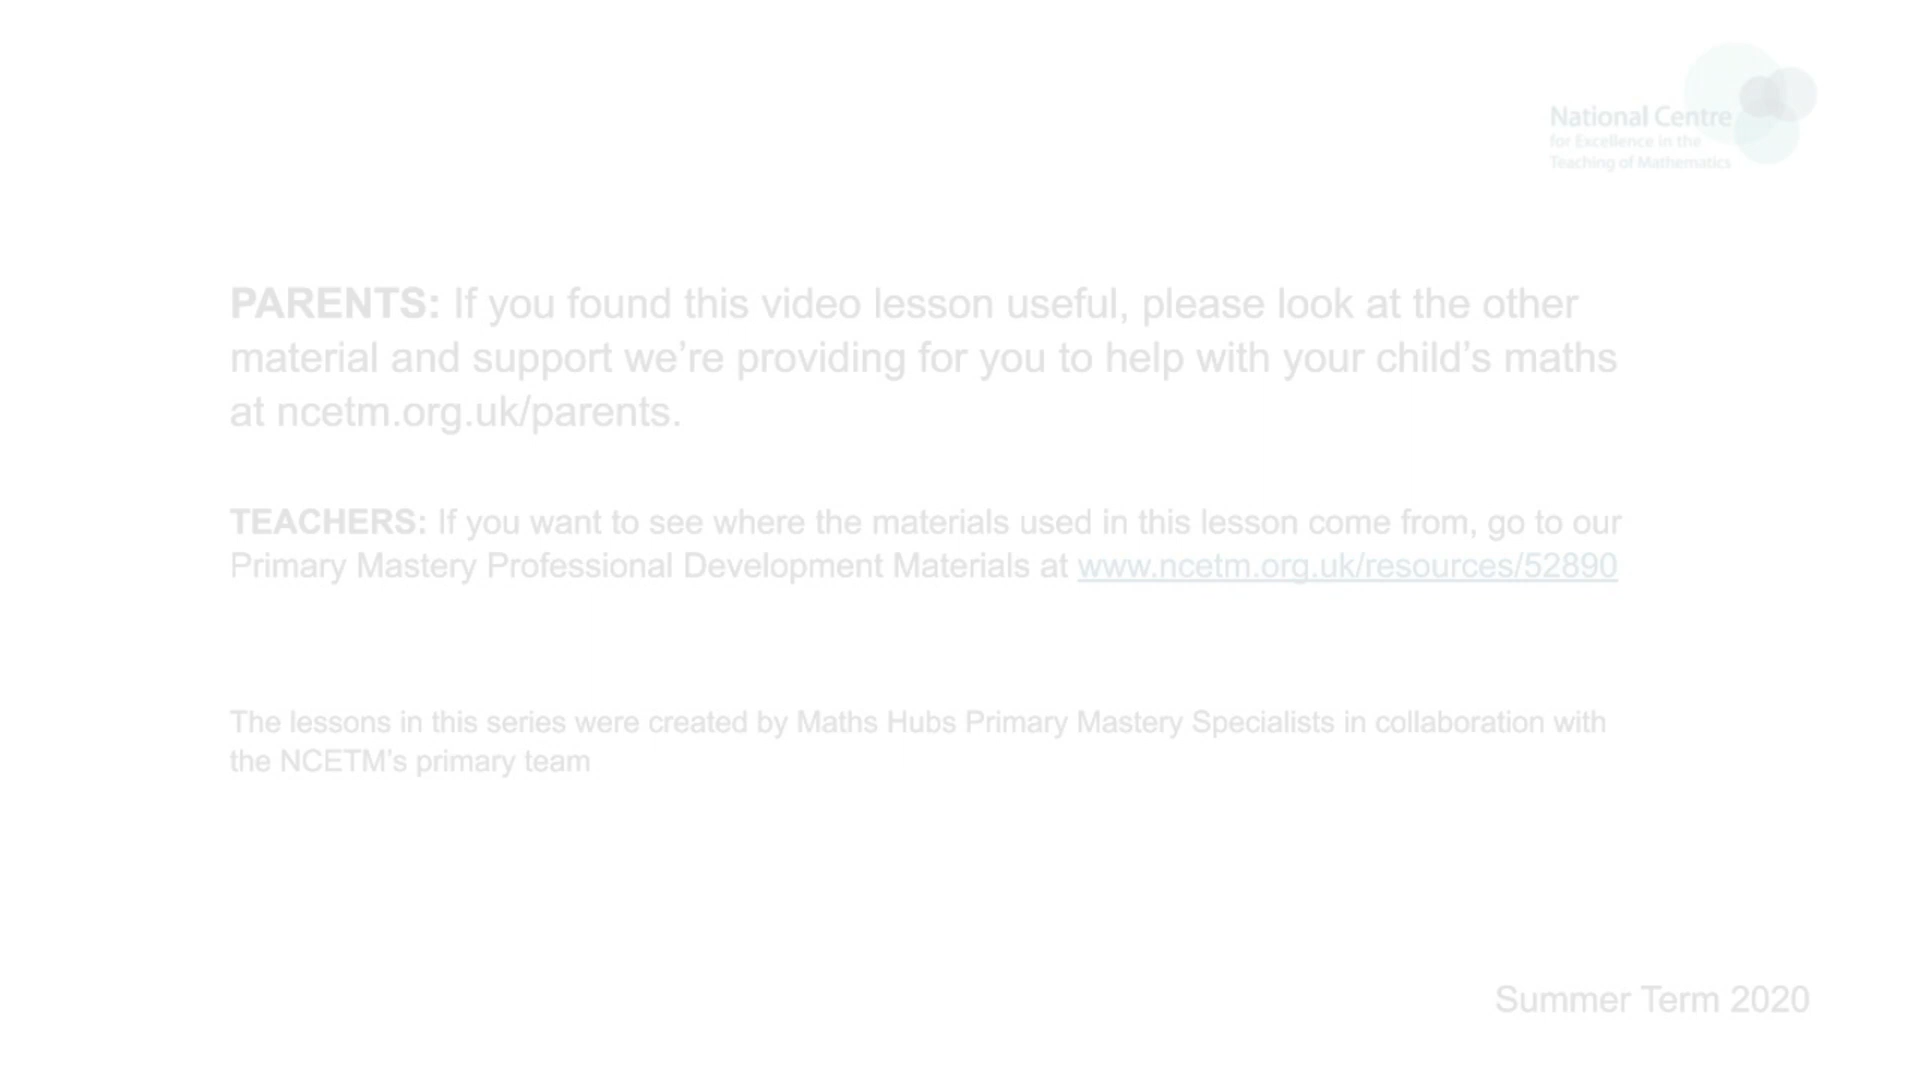 National Centre
for Excellence in the
Teaching of Mathematics
PARENTS: If you found this video lesson useful, please look at the other
material and support we’re providing for you to help with your child’s maths
at ncetm.org.uk/parents.
TEACHERS: If you want to see where the materials used in this lesson come from, go to our
Primary Mastery Professional Development Materials at www.ncetm.org.uk/resources/52890
The lessons in this series were created by Maths Hubs Primary Mastery Specialists in collaboration with
the NCETM’s primary team
Summer Term 2020